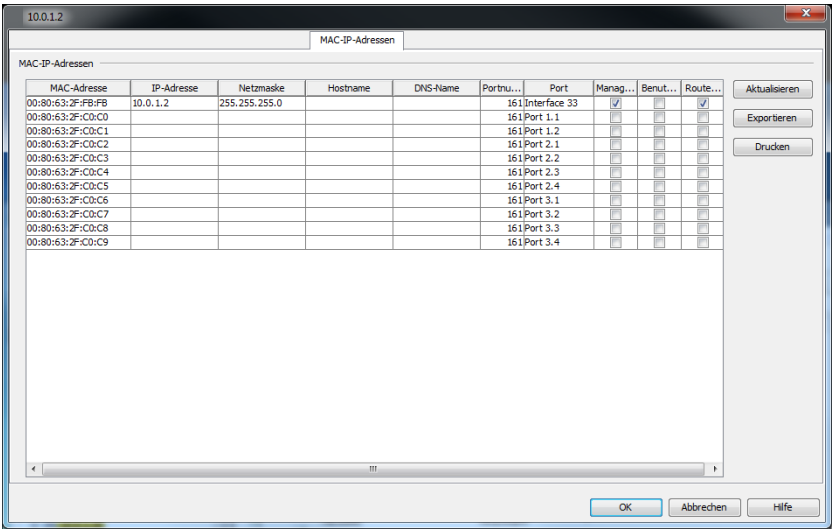 10.0.1.2
MAC-IP-Adressen
MAC-IP-Adressen
MAC-Adresse IP-Adresse Netzmaske Hostname DNS-Name Portnu... Port Manag... Benut... Route... Aktualisieren
00:80:63:2F:FB:FB 10.0.1.2 255.255.255.0 161 Interface 33
00:80:63:2F:C0:C0 161 Port 1.1 Exportieren
00:80:63:2F:C0:C1 161 Port 1.2
00:80:63:2F:C0:C2 161 Port 2.1 Drucken
00:80:63:2F:C0:C3 161 Port 2.2
00:80:63:2F:C0:C4 161 Port 2.3
00:80:63:2F:C0:C5 161 Port 2.4
00:80:63:2F:C0:C6 161 Port 3.1
00:80:63:2F:C0:C7 161 Port 3.2
00:80:63:2F:C0:C8 161 Port 3.3
00:80:63:2F:C0:C9 161 Port 3.4
OK Abbrechen Hilfe